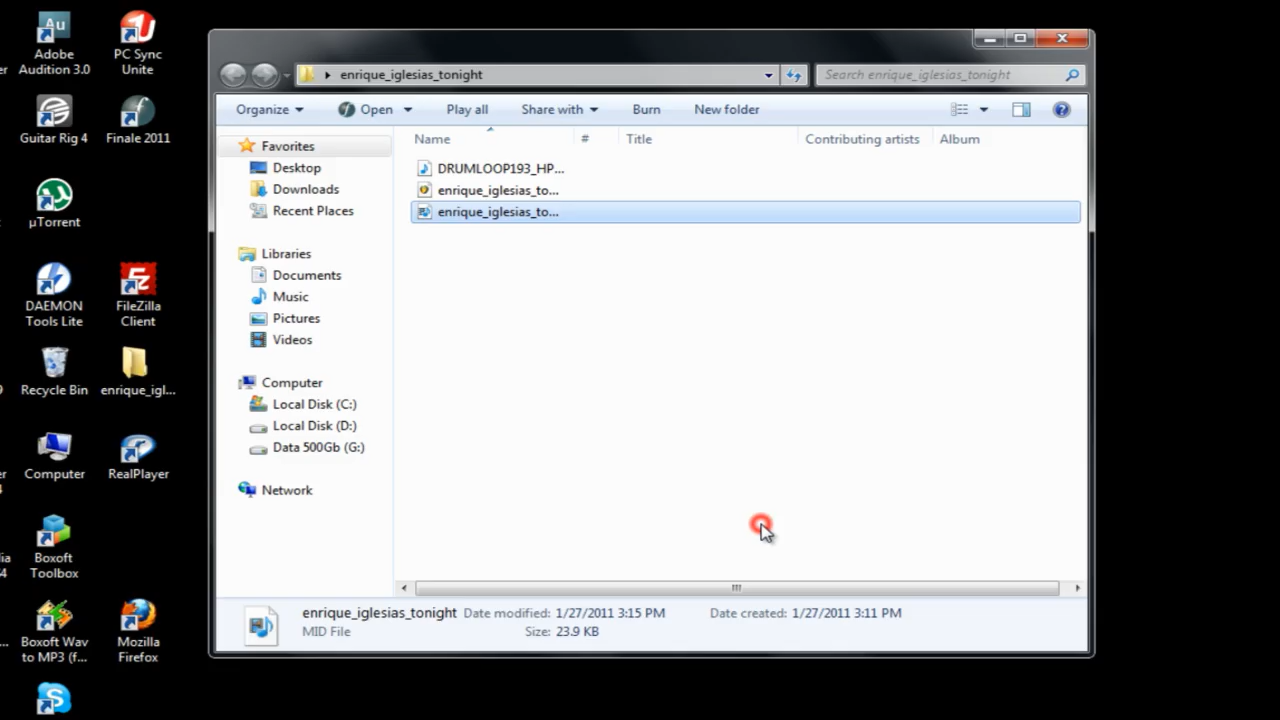 Adobe
Audition 3.0
PC Sync
Unite
Guitar Rig 4
Finale 2011
µTorrent
DAEMON
Tools Lite
FileZilla
Client
Recycle Bin
enrique_igl...
Computer
RealPlayer
Boxoft
Toolbox
Boxoft Wav
to MP3 (f...
Mozilla
Firefox
enrique_iglesias_tonight
Search enrique_iglesias_tonight
Organize Open Play all Share with Burn New folder
Favorites
Desktop
Downloads
Recent Places
Libraries
Documents
Music
Pictures
Videos
Computer
Local Disk (C:)
Local Disk (D:)
Data 500Gb (G:)
Network
Name # Title Contributing artists Album
DRUMLOOP193_HP...
enrique_iglesias_to...
enrique_iglesias_to...
enrique_iglesias_tonight Date modified: 1/27/2011 3:15 PM Date created: 1/27/2011 3:11 PM
MID File Size: 23.9 KB